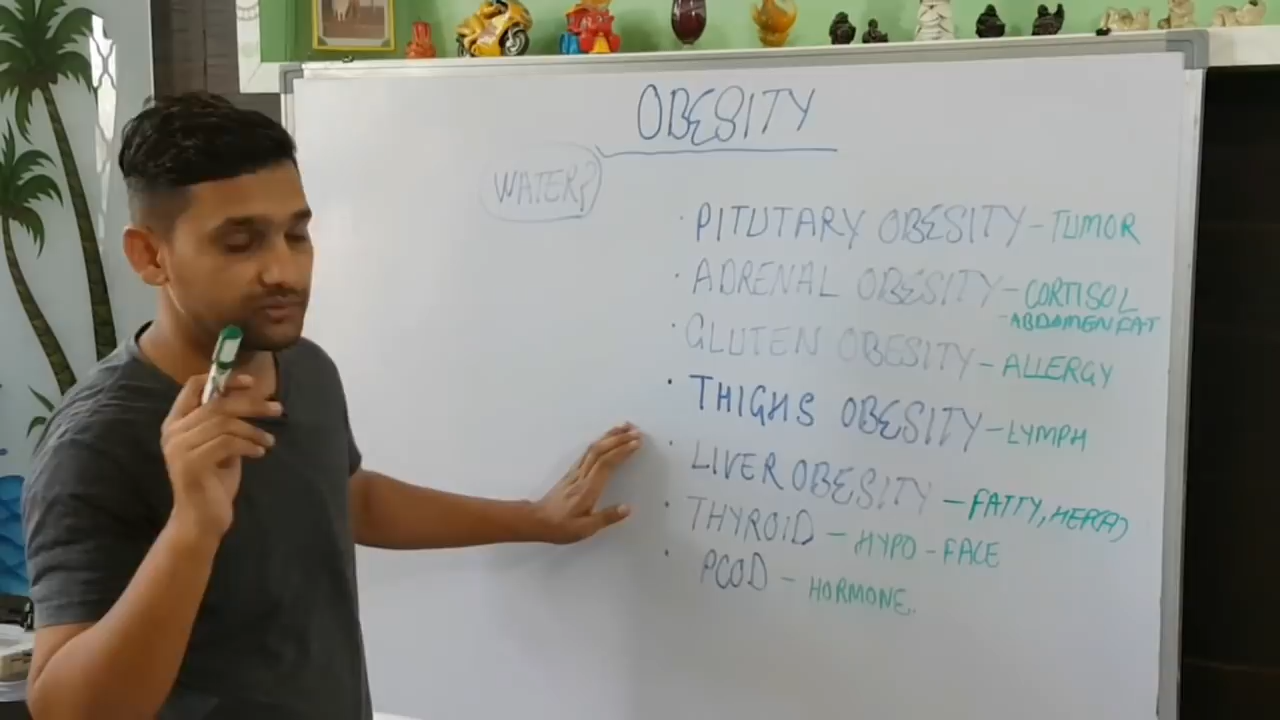 OBESITY
WATER?
· PITUTARY OBESITY - TUMOR
· ADRENAL OBESITY - CORTISOL
- ABDOMEN FAT
· GLUTEN OBESITY - ALLERGY
· THIGHS OBESITY - LYMPH
· LIVER OBESITY - FATTY,
· THYROID - HYPO - FACE
· PCOD - HORMONE.